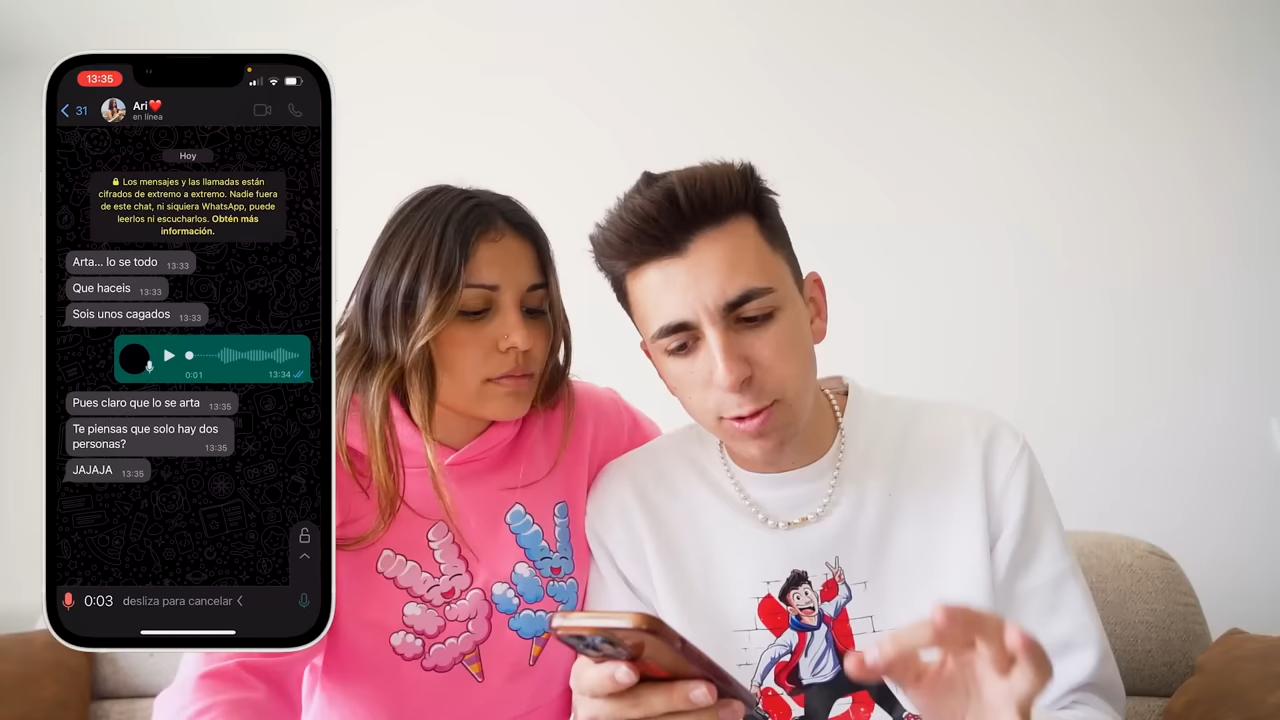 13:35
31
Ari❤️
en línea
Hoy
Los mensajes y las llamadas están
cifrados de extremo a extremo. Nadie fuera
de este chat, ni siquiera WhatsApp, puede
leerlos ni escucharlos. Obtén más
información.
Arta... lo se todo 13:33
Que haceis 13:33
Sois unos cagados 13:33
0:01 13:34
Pues claro que lo se arta 13:35
Te piensas que solo hay dos
personas? 13:35
JAJAJA 13:35
0:03 desliza para cancelar